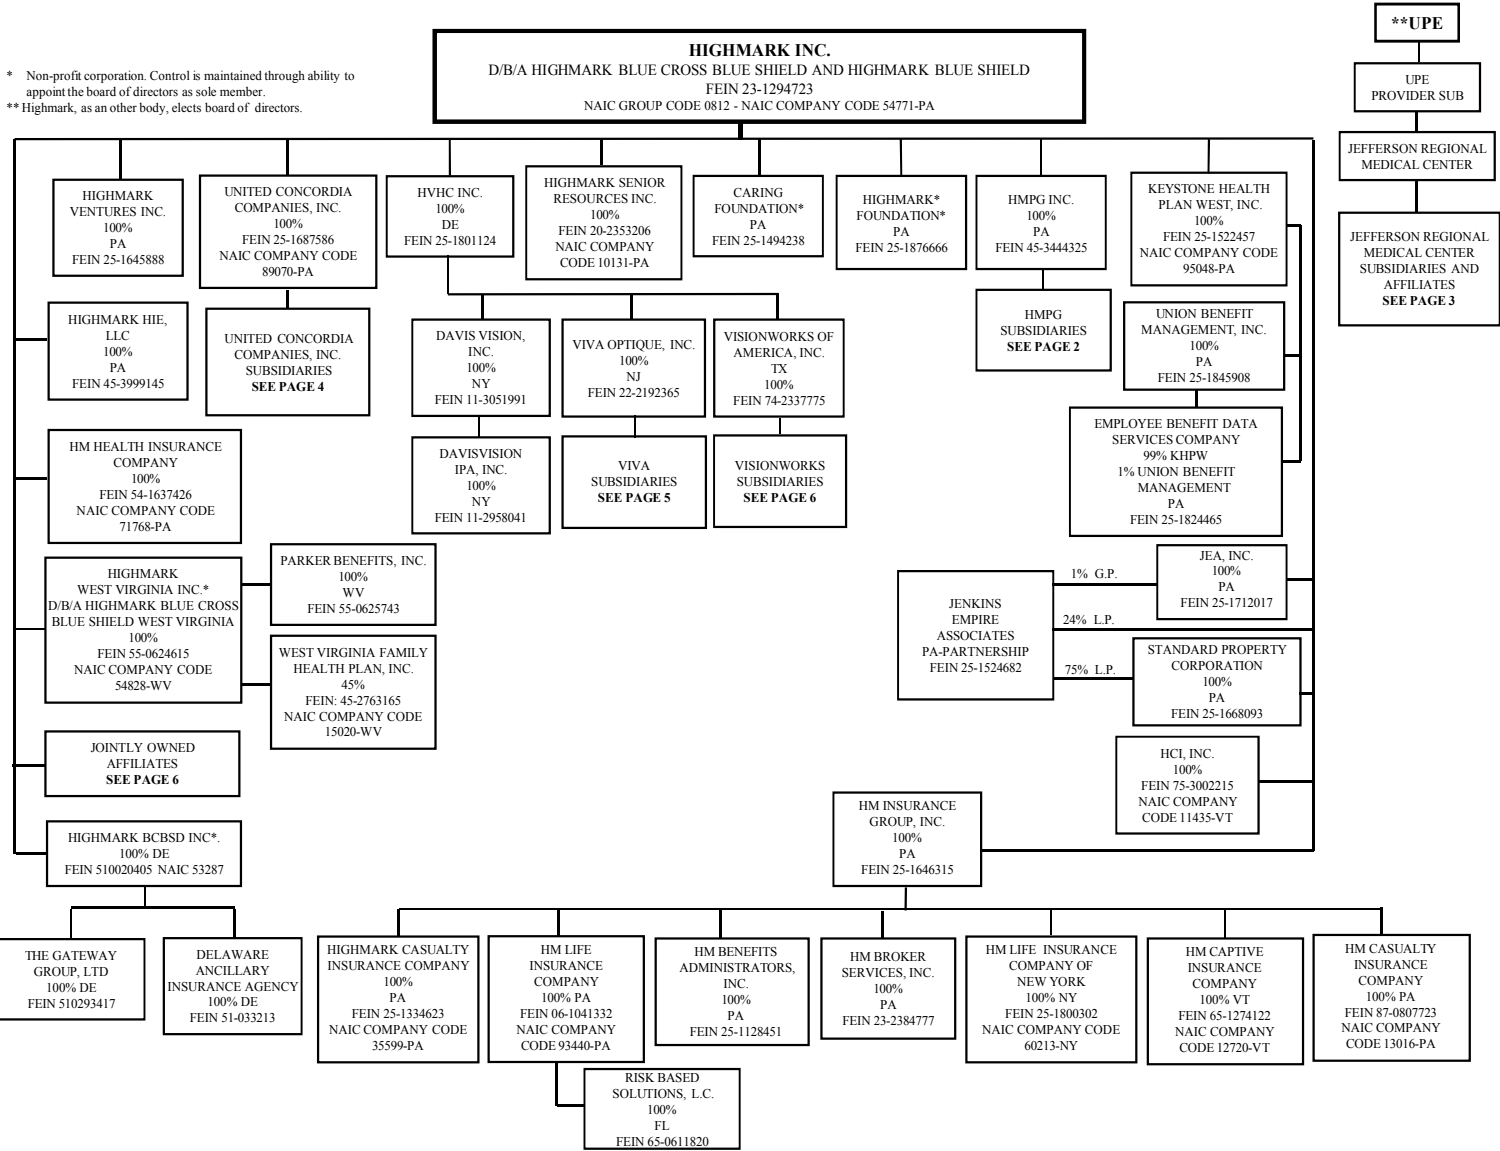 **UPE
HIGHMARK INC.
D/B/A HIGHMARK BLUE CROSS BLUE SHIELD AND HIGHMARK BLUE SHIELD
FEIN 23-1294723
NAIC GROUP CODE 0812 - NAIC COMPANY CODE 54771-PA
* Non-profit corporation. Control is maintained through ability to
appoint the board of directors as sole member.
** Highmark, as an other body, elects board of directors.
UPE
PROVIDER SUB
JEFFERSON REGIONAL
MEDICAL CENTER
JEFFERSON REGIONAL
MEDICAL CENTER
SUBSIDIARIES AND
AFFILIATES
SEE PAGE 3
HIGHMARK
VENTURES INC.
100%
PA
FEIN 25-1645888
UNITED CONCORDIA
COMPANIES, INC.
100%
FEIN 25-1687586
NAIC COMPANY CODE
89070-PA
HVHC INC.
100%
DE
FEIN 25-1801124
HIGHMARK SENIOR
RESOURCES INC.
100%
FEIN 20-2353206
NAIC COMPANY
CODE 10131-PA
CARING
FOUNDATION*
PA
FEIN 25-1494238
HIGHMARK*
FOUNDATION*
PA
FEIN 25-1876666
HMPG INC.
100%
PA
FEIN 45-3444325
KEYSTONE HEALTH
PLAN WEST, INC.
100%
FEIN 25-1522457
NAIC COMPANY CODE
95048-PA
HIGHMARK HIE,
LLC
100%
PA
FEIN 45-3999145
UNITED CONCORDIA
COMPANIES, INC.
SUBSIDIARIES
SEE PAGE 4
DAVIS VISION,
INC.
100%
NY
FEIN 11-3051991
VIVA OPTIQUE, INC.
100%
NJ
FEIN 22-2192365
VISIONWORKS OF
AMERICA, INC.
TX
100%
FEIN 74-2337775
HMPG
SUBSIDIARIES
SEE PAGE 2
UNION BENEFIT
MANAGEMENT, INC.
100%
PA
FEIN 25-1845908
HM HEALTH INSURANCE
COMPANY
100%
FEIN 54-1637426
NAIC COMPANY CODE
71768-PA
DAVISVISION
IPA, INC.
100%
NY
FEIN 11-2958041
VIVA
SUBSIDIARIES
SEE PAGE 5
VISIONWORKS
SUBSIDIARIES
SEE PAGE 6
EMPLOYEE BENEFIT DATA
SERVICES COMPANY
99% KHPW
1% UNION BENEFIT
MANAGEMENT
PA
FEIN 25-1824465
HIGHMARK
WEST VIRGINIA INC.*
D/B/A HIGHMARK BLUE CROSS
BLUE SHIELD WEST VIRGINIA
100%
FEIN 55-0624615
NAIC COMPANY CODE
54828-WV
PARKER BENEFITS, INC.
100%
WV
FEIN 55-0625743
WEST VIRGINIA FAMILY
HEALTH PLAN, INC.
45%
FEIN: 45-2763165
NAIC COMPANY CODE
15020-WV
JENKINS
EMPIRE
ASSOCIATES
PA-PARTNERSHIP
FEIN 25-1524682
1% G.P.
24% L.P.
75% L.P.
JEA, INC.
100%
PA
FEIN 25-1712017
STANDARD PROPERTY
CORPORATION
100%
PA
FEIN 25-1668093
JOINTLY OWNED
AFFILIATES
SEE PAGE 6
HCI, INC.
100%
FEIN 75-3002215
NAIC COMPANY
CODE 11435-VT
HIGHMARK BCBSD INC*.
100% DE
FEIN 510020405 NAIC 53287
HM INSURANCE
GROUP, INC.
100%
PA
FEIN 25-1646315
THE GATEWAY
GROUP, LTD
100% DE
FEIN 510293417
DELAWARE
ANCILLARY
INSURANCE AGENCY
100% DE
FEIN 51-033213
HIGHMARK CASUALTY
INSURANCE COMPANY
100%
PA
FEIN 25-1334623
NAIC COMPANY CODE
35599-PA
HM LIFE
INSURANCE
COMPANY
100% PA
FEIN 06-1041332
NAIC COMPANY
CODE 93440-PA
HM BENEFITS
ADMINISTRATORS,
INC.
100%
PA
FEIN 25-1128451
HM BROKER
SERVICES, INC.
100%
PA
FEIN 23-2384777
HM LIFE INSURANCE
COMPANY OF
NEW YORK
100% NY
FEIN 25-1800302
NAIC COMPANY CODE
60213-NY
HM CAPTIVE
INSURANCE
COMPANY
100% VT
FEIN 65-1274122
NAIC COMPANY
CODE 12720-VT
HM CASUALTY
INSURANCE
COMPANY
100% PA
FEIN 87-0807723
NAIC COMPANY
CODE 13016-PA
RISK BASED
SOLUTIONS, L.C.
100%
FL
FEIN 65-0611820